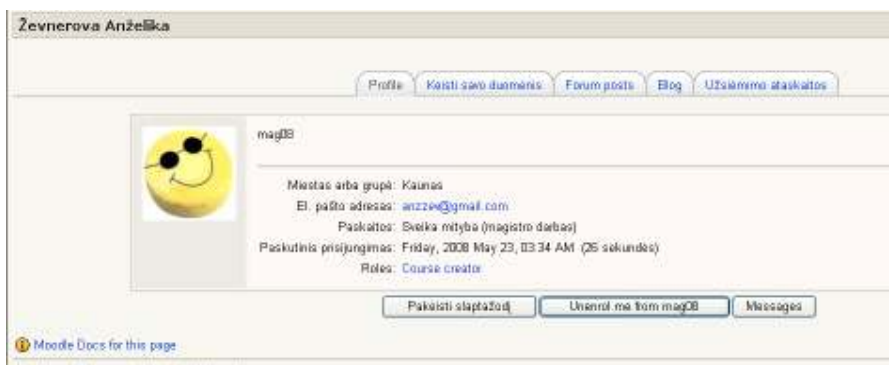 Ževnerova Anželika
Profile Keisti savo duomenis Forum posts Blog Užsiėmimo ataskaitos
mag08
Miestas arba grupė: Kaunas
El. pašto adresas: anzzev@gmail.com
Paskaitos: Sveika mityba (magistro darbas)
Paskutinis prisijungimas: Friday, 2008 May 23, 03:34 AM (26 sekundės)
Roles: Course creator
Pakeisti slaptažodį Unenrol me from mag08 Messages
Moodle Docs for this page